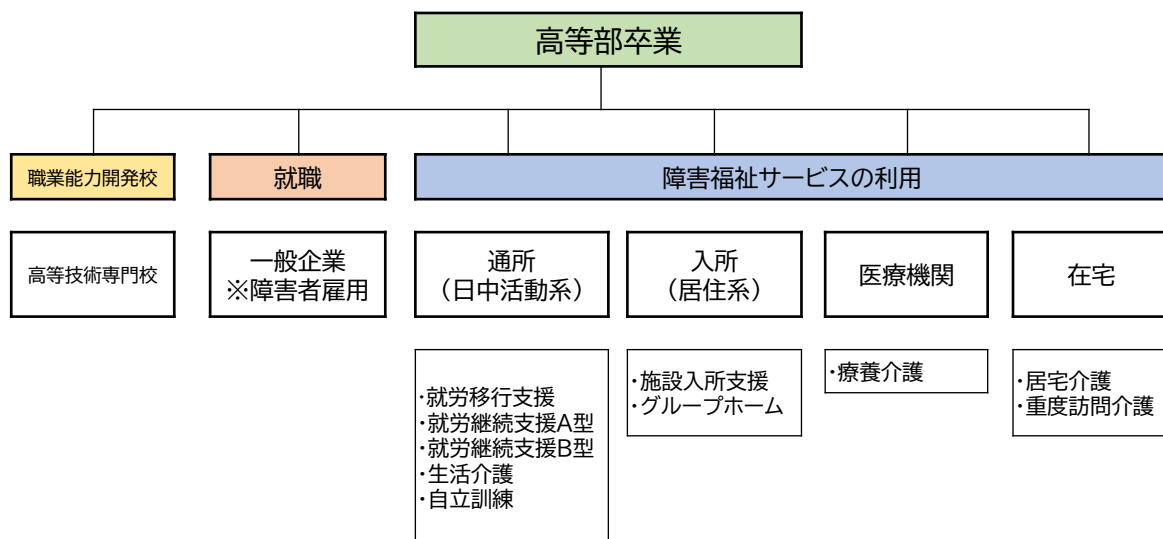 高等部卒業
職業能力開発校
就職
障害福祉サービスの利用
高等技術専門校
一般企業
※障害者雇用
通所
（日中活動系）
入所
（居住系）
医療機関
在宅
・就労移行支援
・就労継続支援A型
・就労継続支援B型
・生活介護
・自立訓練
・施設入所支援
・グループホーム
・療養介護
・居宅介護
・重度訪問介護